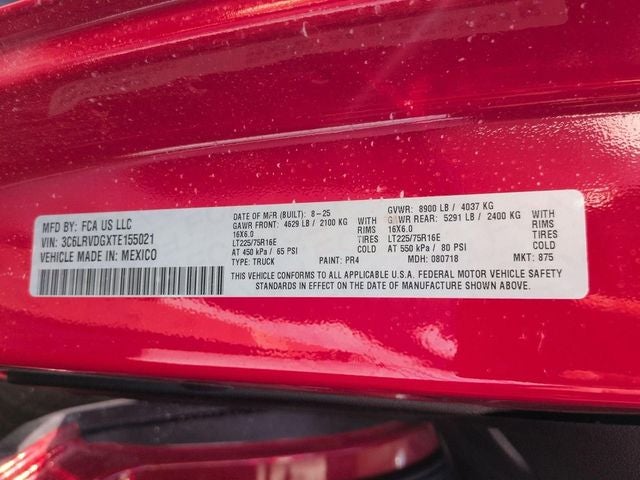 MFD BY: FCA US LLC
VIN: 3C6LRVDGXTE155021
VEHICLE MADE IN: MEXICO
DATE OF MFR (BUILT): 8-25
GVWR: 8900 LB / 4037 KG
GAWR FRONT: 4629 LB / 2100 KG WITH
GAWR REAR: 5291 LB / 2400 KG WITH
16X6.0 RIMS
16X6.0 RIMS
LT225/75R16E TIRES
LT225/75R16E TIRES
AT 450 kPa / 65 PSI COLD
AT 550 kPa / 80 PSI COLD
TYPE: TRUCK PAINT: PR4 MDH: 080718 MKT: 875
THIS VEHICLE CONFORMS TO ALL APPLICABLE U.S.A. FEDERAL MOTOR VEHICLE SAFETY
STANDARDS IN EFFECT ON THE DATE OF MANUFACTURE SHOWN ABOVE.